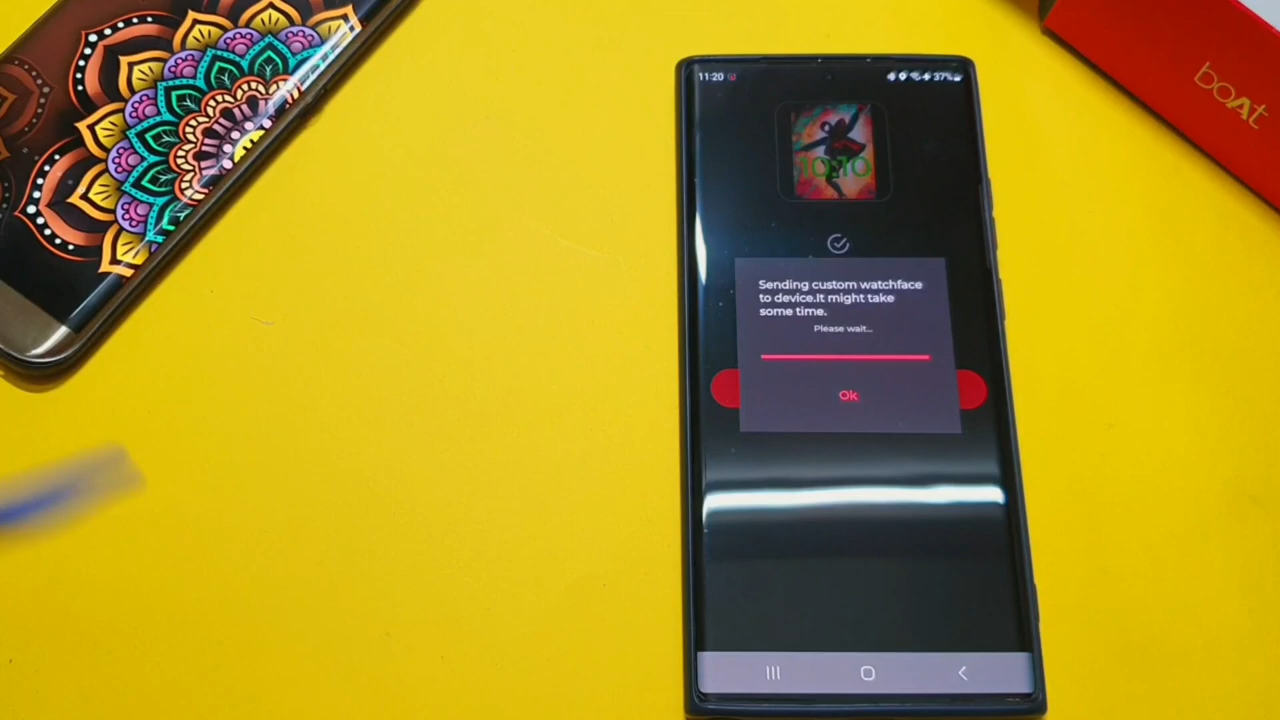 11:20
37%
10:10
Sending custom watchface
to device.It might take
some time.
Please wait...
Ok
boAt